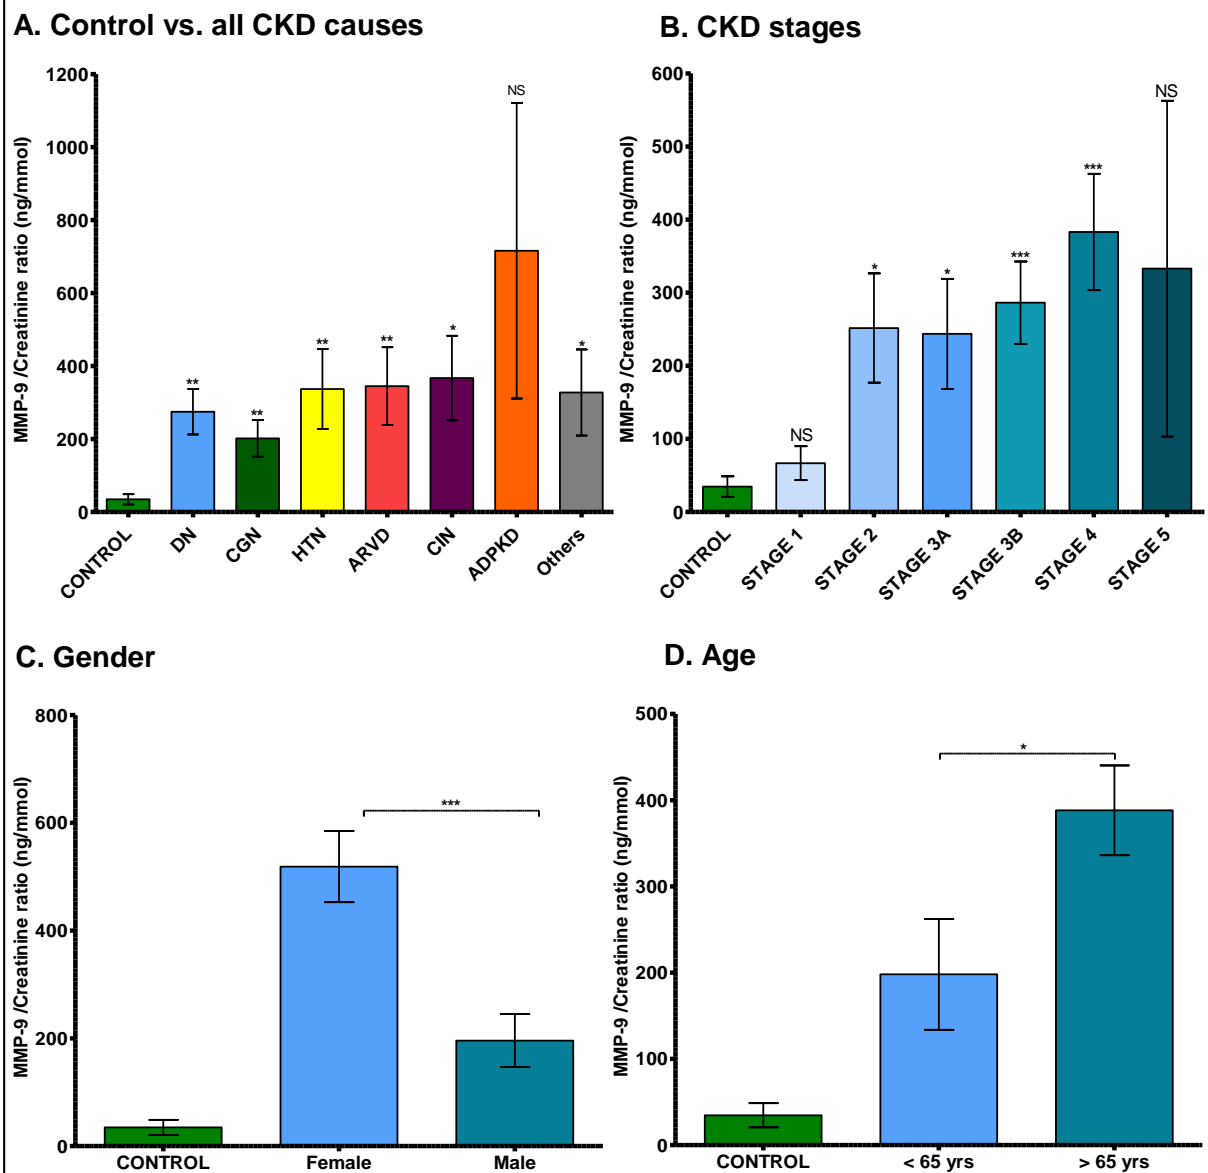 A. Control vs. all CKD causes
MMP-9 /Creatinine ratio (ng/mmol)
1200
1000
800
600
400
200
0
**
**
**
**
*
NS
*
CONTROL
DN
CGN
HTN
ARVD
CIN
ADPKD
Others
B. CKD stages
MMP-9 /Creatinine ratio (ng/mmol)
600
500
400
300
200
100
0
NS
*
*
***
***
NS
CONTROL
STAGE 1
STAGE 2
STAGE 3A
STAGE 3B
STAGE 4
STAGE 5
C. Gender
MMP-9 /Creatinine ratio (ng/mmol)
800
600
400
200
0
***
CONTROL
Female
Male
D. Age
MMP-9 /Creatinine ratio (ng/mmol)
500
400
300
200
100
0
*
CONTROL
< 65 yrs
> 65 yrs